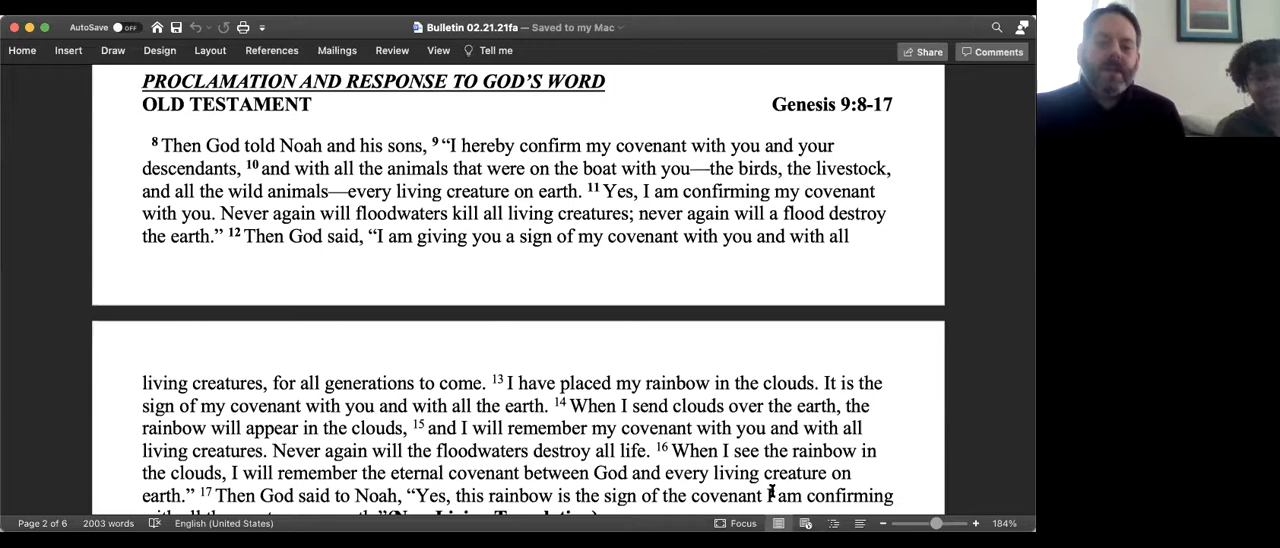 AutoSave OFF
Bulletin 02.21.21fa — Saved to my Mac
Home Insert Draw Design Layout References Mailings Review View Tell me Share Comments
PROCLAMATION AND RESPONSE TO GOD'S WORD
OLD TESTAMENT Genesis 9:8-17
8 Then God told Noah and his sons, 9 “I hereby confirm my covenant with you and your
descendants, 10 and with all the animals that were on the boat with you—the birds, the livestock,
and all the wild animals—every living creature on earth. 11 Yes, I am confirming my covenant
with you. Never again will floodwaters kill all living creatures; never again will a flood destroy
the earth.” 12 Then God said, “I am giving you a sign of my covenant with you and with all
living creatures, for all generations to come. 13 I have placed my rainbow in the clouds. It is the
sign of my covenant with you and with all the earth. 14 When I send clouds over the earth, the
rainbow will appear in the clouds, 15 and I will remember my covenant with you and with all
living creatures. Never again will the floodwaters destroy all life. 16 When I see the rainbow in
the clouds, I will remember the eternal covenant between God and every living creature on
earth.” 17 Then God said to Noah, “Yes, this rainbow is the sign of the covenant I am confirming
Page 2 of 6 2003 words English (United States) Focus 184%